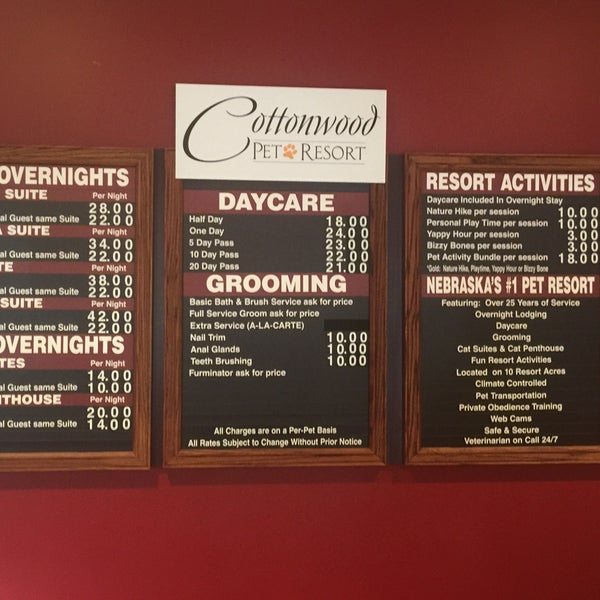 Cottonwood
PET RESORT
OVERNIGHTS
SUITE Per Night
28.00
al Guest same Suite 22.00
A SUITE Per Night
34.00
al Guest same Suite 22.00
TE Per Night
38.00
al Guest same Suite 22.00
SUITE Per Night
42.00
al Guest same Suite 22.00
OVERNIGHTS
TES Per Night
14.00
al Guest same Suite 10.00
NTHOUSE Per Night
20.00
al Guest same Suite 14.00
DAYCARE
Half Day 18.00
One Day 24.00
5 Day Pass 23.00
10 Day Pass 22.00
20 Day Pass 21.00
GROOMING
Basic Bath & Brush Service ask for price
Full Service Groom ask for price
Extra Service (A-LA-CARTE)
Nail Trim 10.00
Anal Glands 10.00
Teeth Brushing 10.00
Furminator ask for price
All Charges are on a Per-Pet Basis
All Rates Subject to Change Without Prior Notice
RESORT ACTIVITIES
Daycare Included In Overnight Stay
Nature Hike per session 10.00
Personal Play Time per session 10.00
Yappy Hour per session 3.00
Bizzy Bones per session 3.00
Pet Activity Bundle per session 18.00
*Gold: Nature Hike, Playtime, Yappy Hour or Bizzy Bone
NEBRASKA'S #1 PET RESORT
Featuring: Over 25 Years of Service
Overnight Lodging
Daycare
Grooming
Cat Suites & Cat Penthouse
Fun Resort Activities
Located on 10 Resort Acres
Climate Controlled
Pet Transportation
Private Obedience Training
Web Cams
Safe & Secure
Veterinarian on Call 24/7